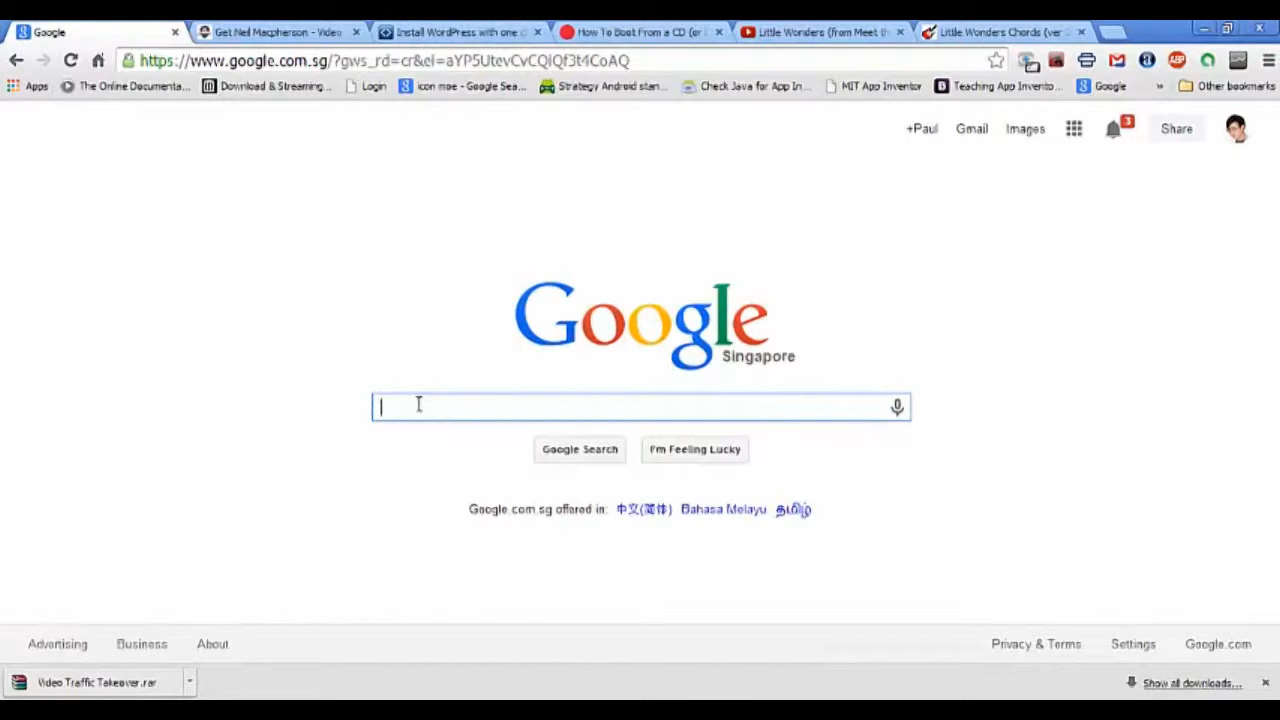 Google
Get Neil Macpherson - Video
Install WordPress with one c
How To Boot From a CD (or
Little Wonders (from Meet th
Little Wonders Chords (ver
https://www.google.com.sg/?gws_rd=cr&ei=aYP5UtevCvCQiQf3t4CoAQ
Apps
The Online Documenta...
Download & Streaming...
Login
icon moe - Google Sea...
Strategy Android stan...
Check Java for App In...
MIT App Inventor
Teaching App Invento...
Google
»
Other bookmarks
+Paul
Gmail
Images
3
Share
Google
Singapore
Google Search
I'm Feeling Lucky
Google.com.sg offered in: 中文(简体) Bahasa Melayu தமிழ்
Advertising
Business
About
Privacy & Terms
Settings
Google.com
Video Traffic Takeover.rar
Show all downloads...